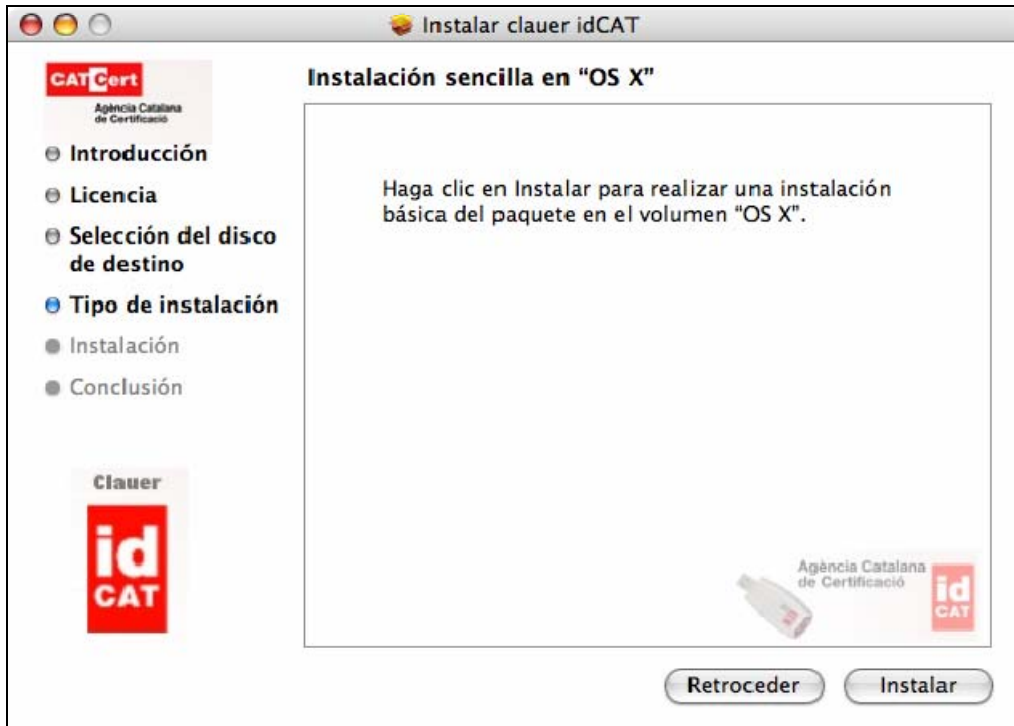 Instalar clauer idCAT
CATCert
Agència Catalana
de Certificació
Introducción
Licencia
Selección del disco
de destino
Tipo de instalación
Instalación
Conclusión
Clauer
id
CAT
Instalación sencilla en “OS X”
Haga clic en Instalar para realizar una instalación
básica del paquete en el volumen “OS X”.
Agència Catalana
de Certificació
id
CAT
Retroceder
Instalar